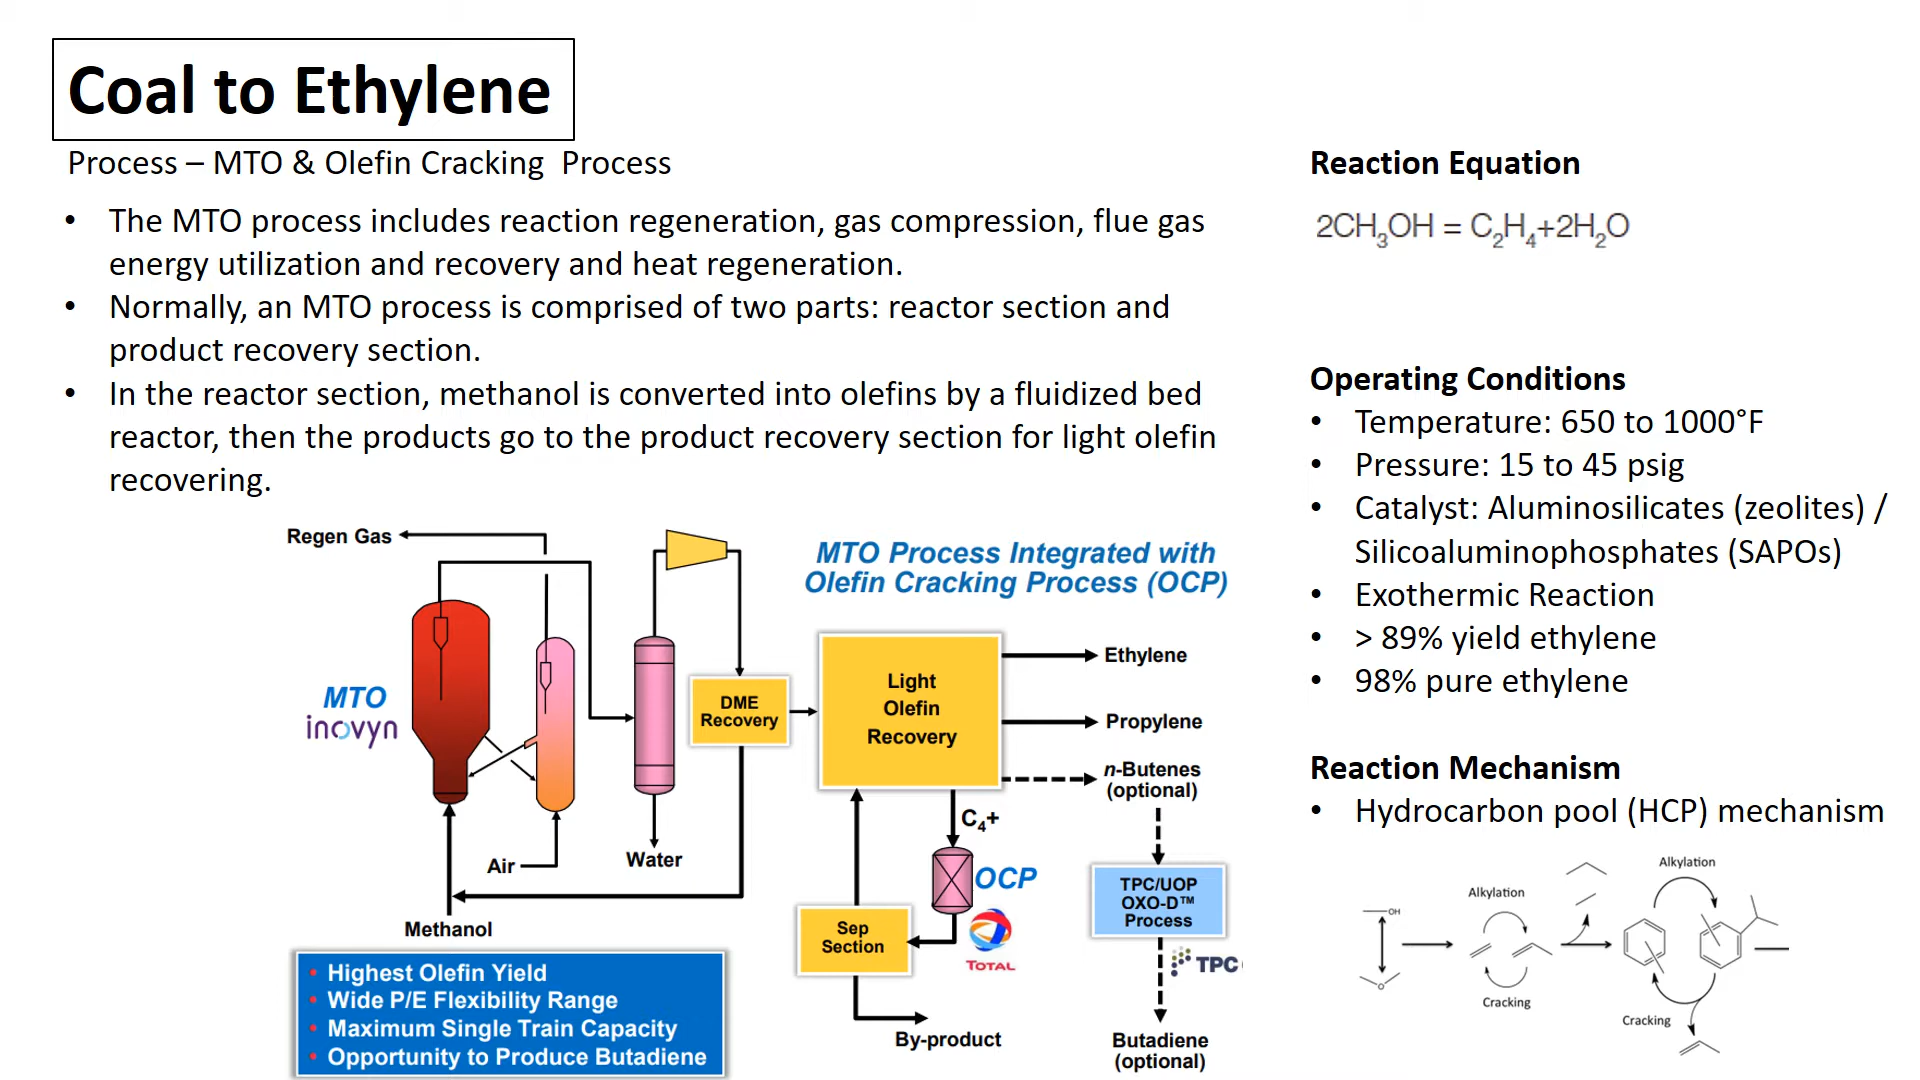 Coal to Ethylene
Process – MTO & Olefin Cracking  Process
• The MTO process includes reaction regeneration, gas compression, flue gas
energy utilization and recovery and heat regeneration.
• Normally, an MTO process is comprised of two parts: reactor section and
product recovery section.
• In the reactor section, methanol is converted into olefins by a fluidized bed
reactor, then the products go to the product recovery section for light olefin
recovering.
Reaction Equation
2CH₃OH = C₂H₄+2H₂O
Operating Conditions
• Temperature: 650 to 1000°F
• Pressure: 15 to 45 psig
• Catalyst: Aluminosilicates (zeolites) /
Silicoaluminophosphates (SAPOs)
• Exothermic Reaction
• > 89% yield ethylene
• 98% pure ethylene
Reaction Mechanism
• Hydrocarbon pool (HCP) mechanism
Regen Gas
MTO Process Integrated with
Olefin Cracking Process (OCP)
MTO
inovyn
DME
Recovery
Light
Olefin
Recovery
Ethylene
Propylene
n-Butenes
(optional)
C₄+
Air
Water
Methanol
OCP
TOTAL
Sep
Section
By-product
TPC/UOP
OXO-D™
Process
TPC
Butadiene
(optional)
• Highest Olefin Yield
• Wide P/E Flexibility Range
• Maximum Single Train Capacity
• Opportunity to Produce Butadiene
Alkylation
Alkylation
OH
O
Cracking
Cracking